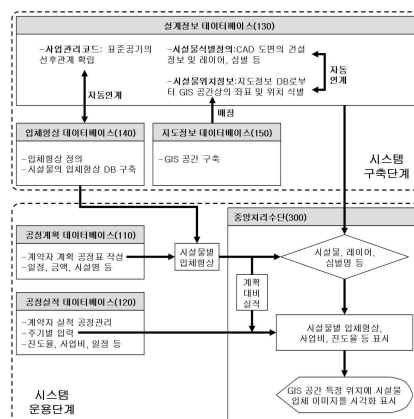 설계정보 데이터베이스(130)
-사업관리코드: 표준공기의
선후관계 확립
-시설물식별정의:CAD 도면의 건설
정보 및 레이어, 심벌 등
-시설물위치정보:지도정보 DB로부
터 GIS 공간상의 좌표 및 위치 식별
자동
연계
자동연계
매칭
입체형상 데이터베이스(140)
-입체형상 정의
-시설물의 입체형상 DB 구축
지도정보 데이터베이스(150)
-GIS 공간 구축
시스템
구축단계
공정계획 데이터베이스(110)
-계약자 계획 공정표 작성
-일정, 금액, 시설명 등
시설물별
입체형상
중앙처리수단(300)
시설물, 레이어,
심벌명 등
계획
대비
실적
공정실적 데이터베이스(120)
-계약자 실적 공정관리
-주기별 입력
-진도율, 사업비, 일정 등
시설물별 입체형상,
사업비, 진도율 등 표시
GIS 공간 특정 위치에 시설물
입체 이미지를 시각화 표시
시스템
운용단계